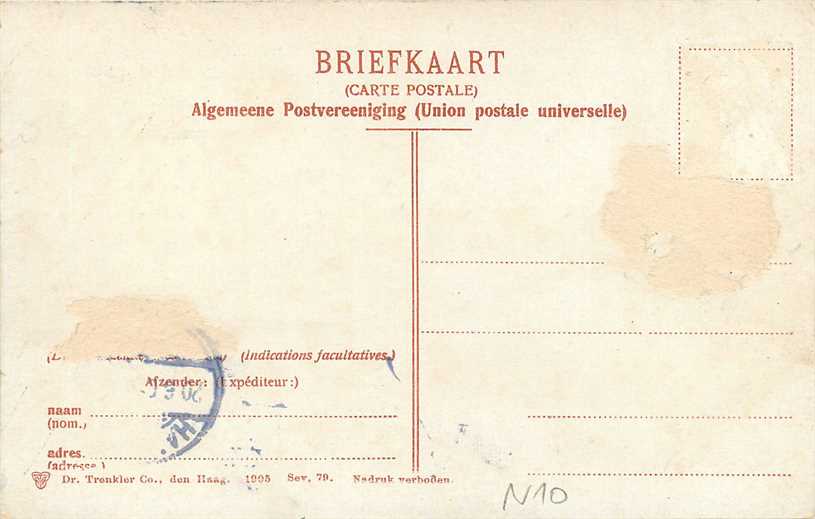 BRIEFKAART
(CARTE POSTALE)
Algemeene Postvereeniging (Union postale universelle)
(Indications facultatives.)
Afzender: (Expéditeur:)
naam
(nom.)
adres.
(adresse)
Dr. Trenkler Co., den Haag. 1905 Sev. 79. Nadruk verboden.
N10